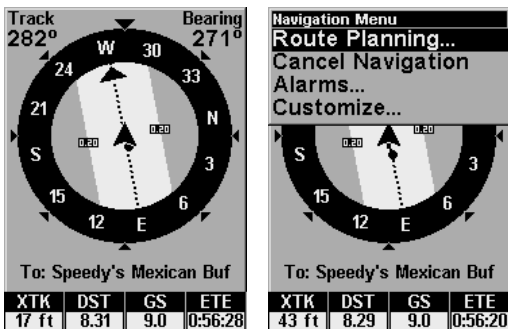 Track Bearing
282º 271º
W 30 33 N 3 6 E 12 15 S 21 24
0.20 0.20
To: Speedy's Mexican Buf
XTK DST GS ETE
17 ft 8.31 9.0 0:56:28
Navigation Menu
Route Planning...
Cancel Navigation
Alarms...
Customize...
S 3
0.20 0.20
15 6
12 E
To: Speedy's Mexican Buf
XTK DST GS ETE
43 ft 8.29 9.0 0:56:20